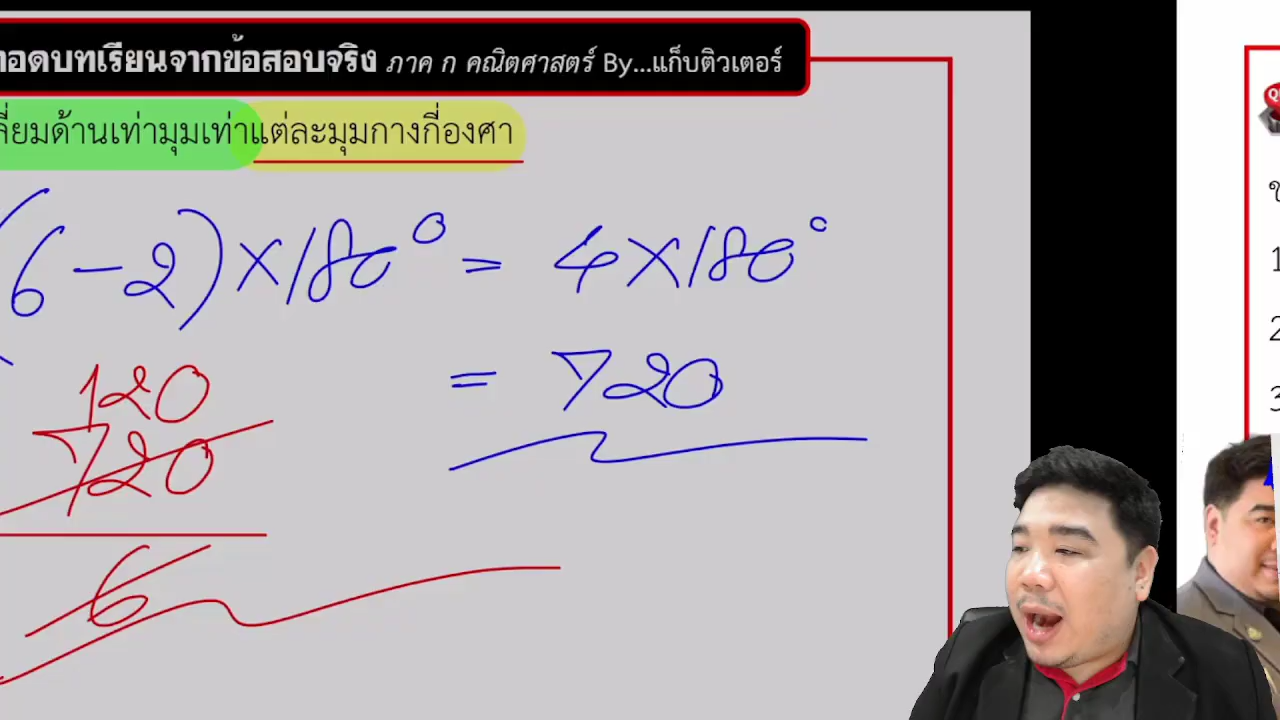 อดบทเรียนจากข้อสอบจริง ภาค ก คณิตศาสตร์ By...แก็บติวเตอร์
ลี่ยมด้านเท่ามุมเท่าแต่ละมุมกางกี่องศา
(6-2)×180° = 4×180°
= 720
120
720
6
1
2
3